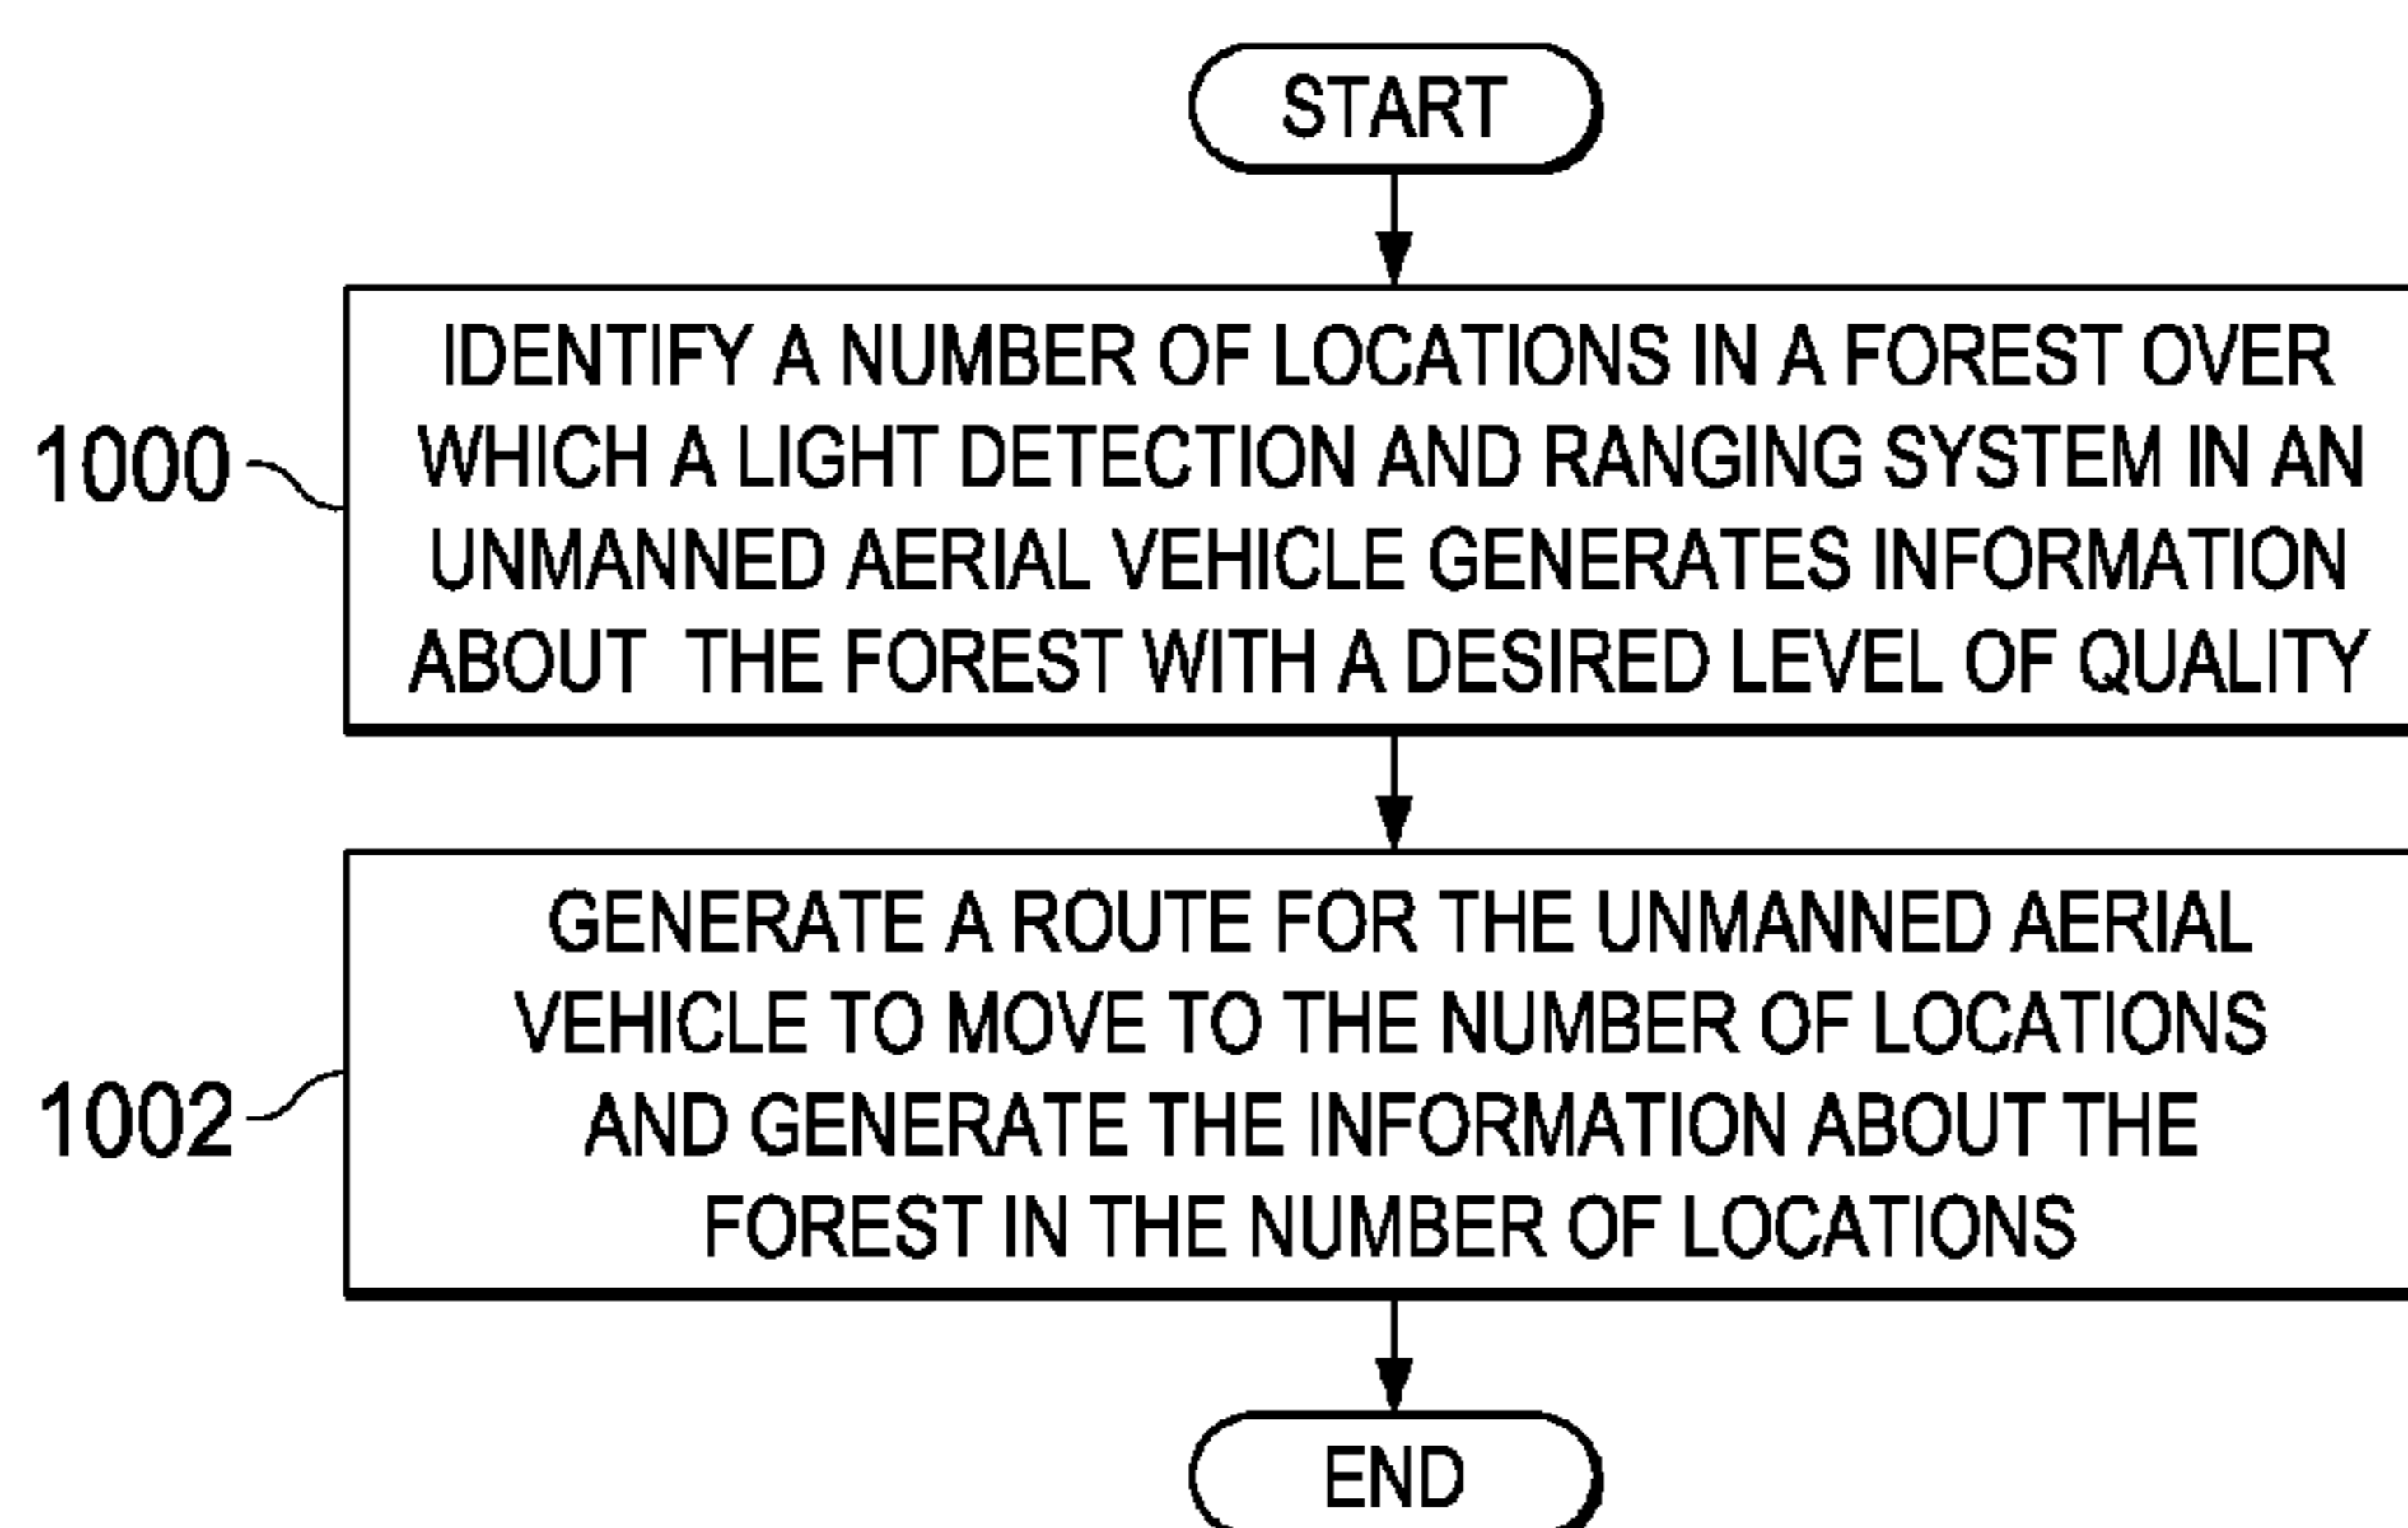 START
IDENTIFY A NUMBER OF LOCATIONS IN A FOREST OVER
WHICH A LIGHT DETECTION AND RANGING SYSTEM IN AN
1000
UNMANNED AERIAL VEHICLE GENERATES INFORMATION
ABOUT THE FOREST WITH A DESIRED LEVEL OF QUALITY
GENERATE A ROUTE FOR THE UNMANNED AERIAL
VEHICLE TO MOVE TO THE NUMBER OF LOCATIONS
1002
AND GENERATE THE INFORMATION ABOUT THE
FOREST IN THE NUMBER OF LOCATIONS
END